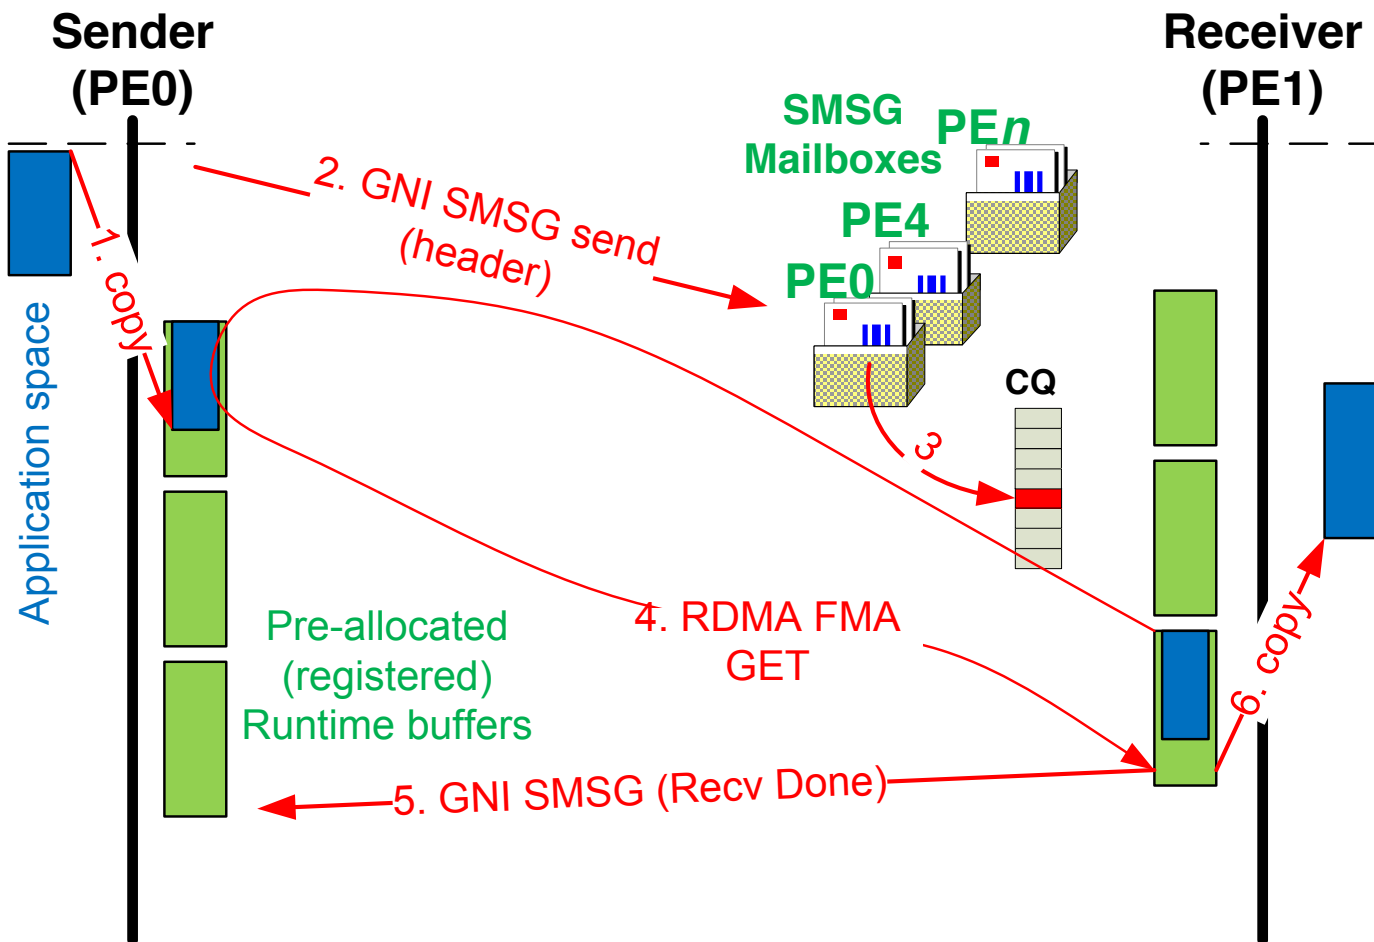 Sender
(PE0)
Receiver
(PE1)
SMSG
Mailboxes
PEn
PE4
PE0
2. GNI SMSG send
(header)
1. copy
Application space
CQ
3
4. RDMA FMA
GET
Pre-allocated
(registered)
Runtime buffers
6. copy
5. GNI SMSG (Recv Done)